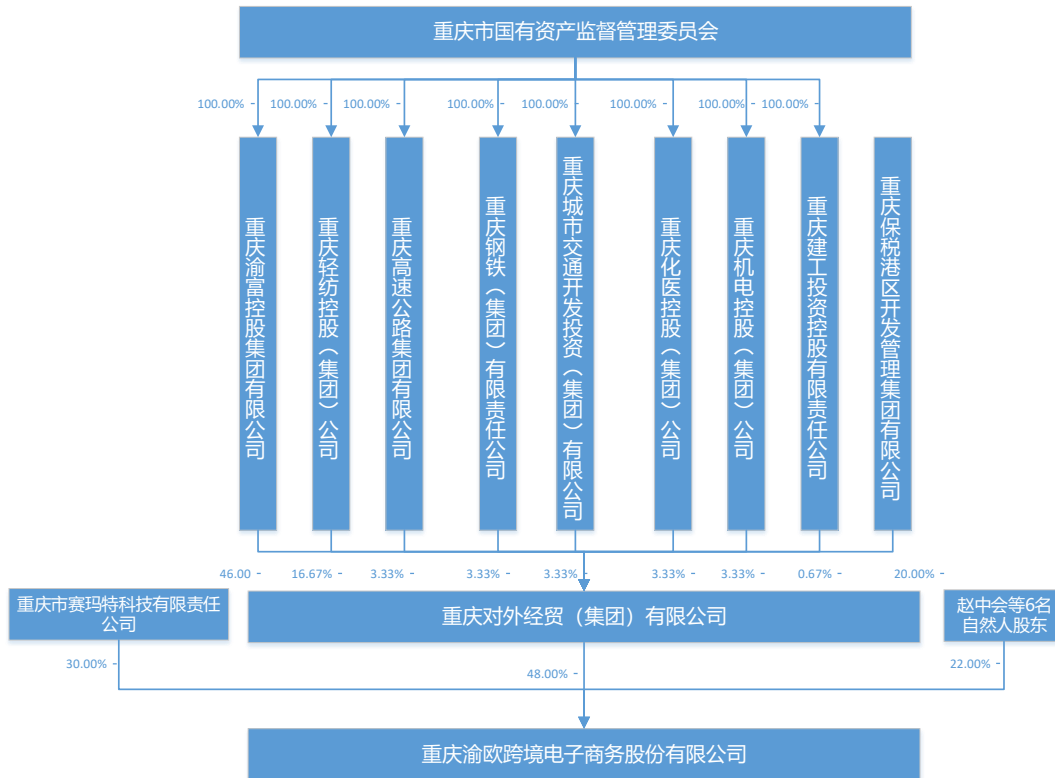 重庆市国有资产监督管理委员会
100.00%
100.00%
100.00%
100.00%
100.00%
100.00%
100.00%
100.00%
重庆渝富控股集团有限公司
重庆轻纺控股（集团）公司
重庆高速公路集团有限公司
重庆钢铁（集团）有限责任公司
重庆城市交通开发投资（集团）有限公司
重庆化医控股（集团）公司
重庆机电控股（集团）公司
重庆建工投资控股有限责任公司
重庆保税港区开发管理集团有限公司
46.00
16.67%
3.33%
3.33%
3.33%
3.33%
3.33%
0.67%
20.00%
重庆市赛玛特科技有限责任
公司
重庆对外经贸（集团）有限公司
赵中会等6名
自然人股东
30.00%
48.00%
22.00%
重庆渝欧跨境电子商务股份有限公司